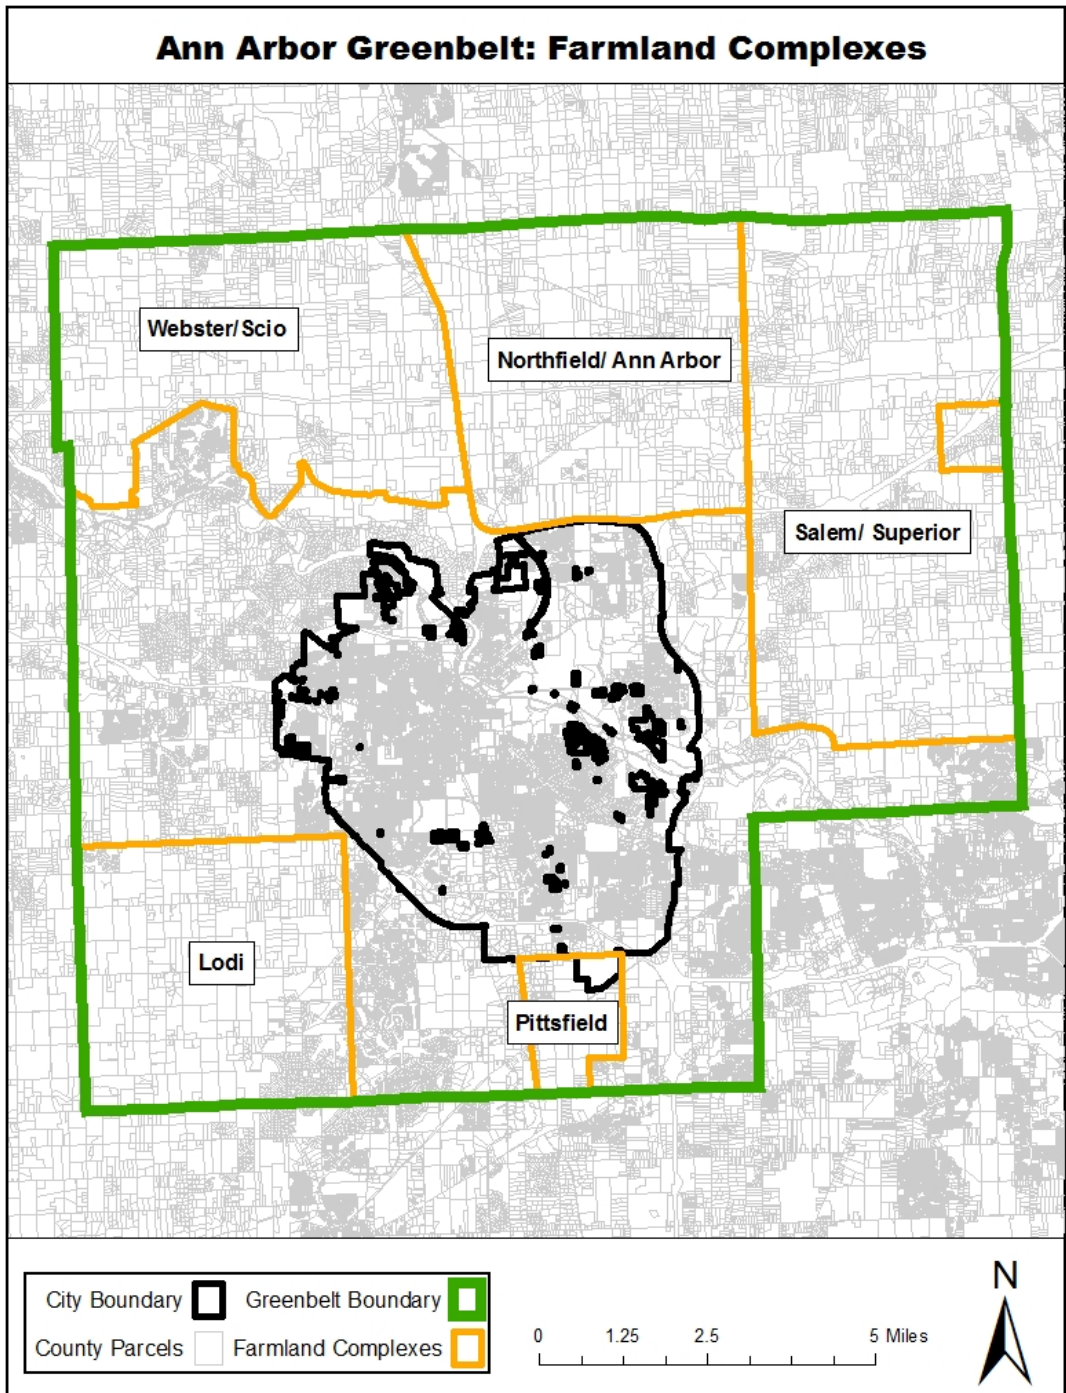 Ann Arbor Greenbelt: Farmland Complexes
Webster/Scio
Northfield/ Ann Arbor
Salem/ Superior
Lodi
Pittsfield
City Boundary Greenbelt Boundary
County Parcels Farmland Complexes
0 1.25 2.5 5 Miles
N